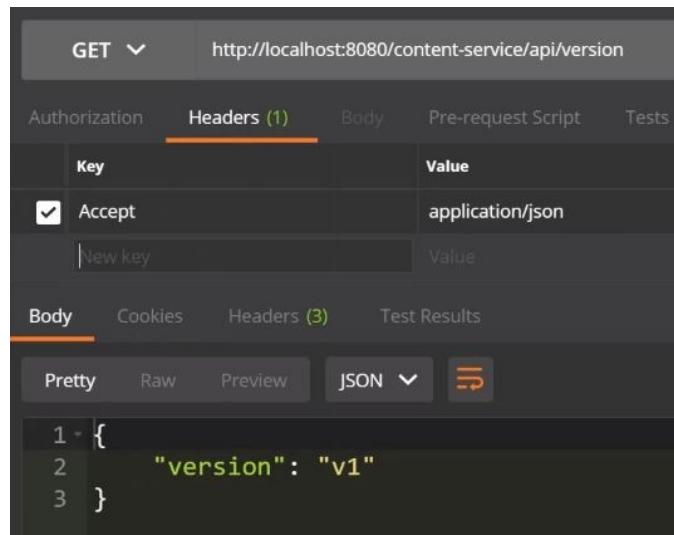 GET http://localhost:8080/content-service/api/version
Authorization Headers (1) Body Pre-request Script Tests
Key Value
Accept application/json
New key Value
Body Cookies Headers (3) Test Results
Pretty Raw Preview JSON
1 {
2 "version": "v1"
3 }